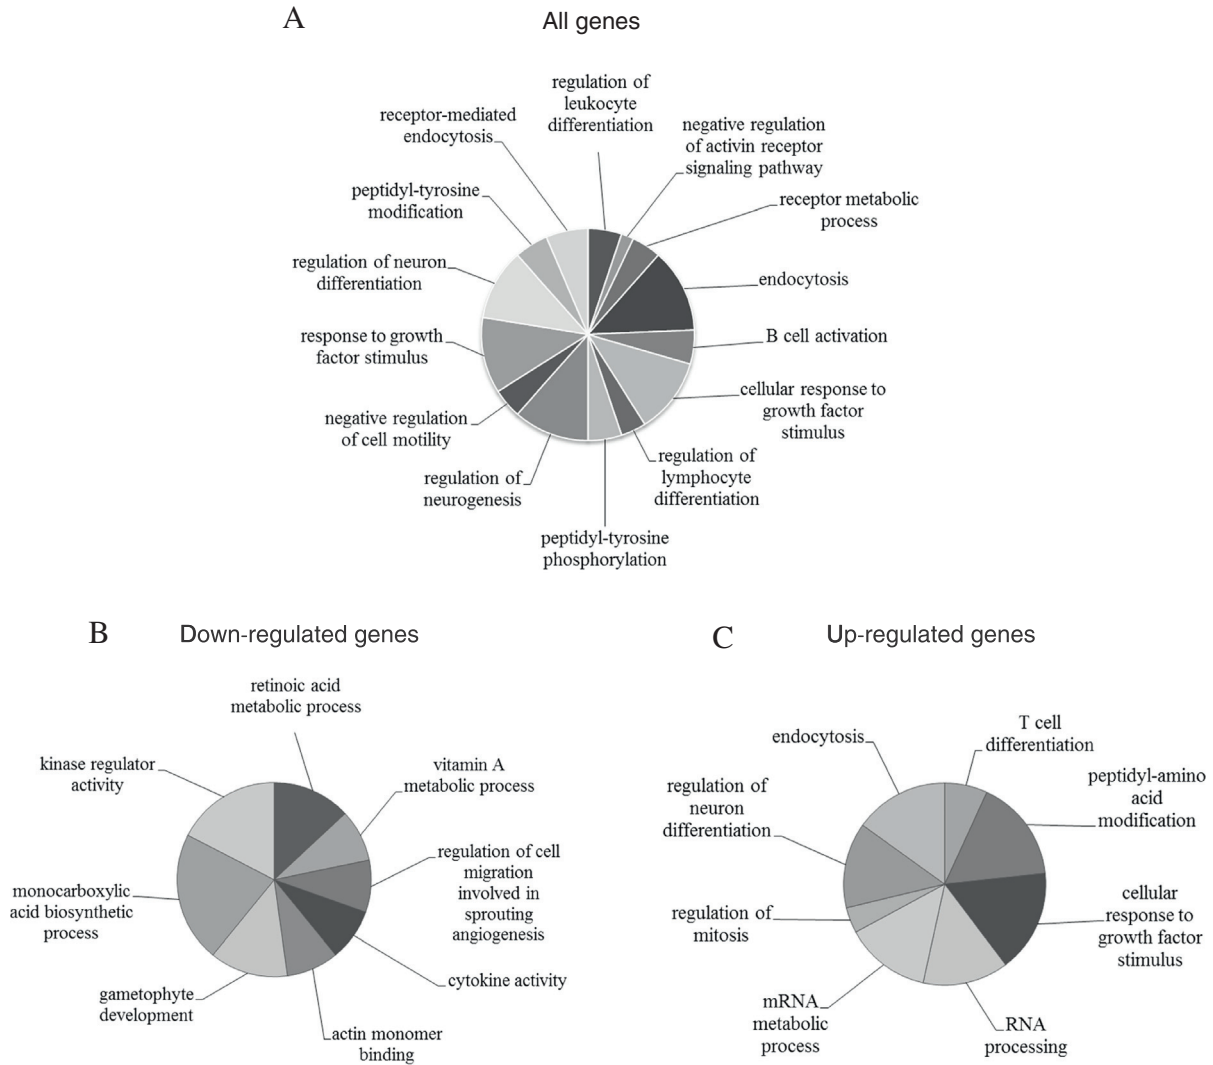 A
All genes
regulation of
leukocyte
differentiation
negative regulation
of activin receptor
signaling pathway
receptor metabolic
process
endocytosis
B cell activation
cellular response to
growth factor
stimulus
regulation of
lymphocyte
differentiation
peptidyl-tyrosine
phosphorylation
regulation of
neurogenesis
negative regulation
of cell motility
response to growth
factor stimulus
regulation of neuron
differentiation
peptidyl-tyrosine
modification
receptor-mediated
endocytosis
B
Down-regulated genes
retinoic acid
metabolic process
vitamin A
metabolic process
regulation of cell
migration
involved in
sprouting
angiogenesis
cytokine activity
actin monomer
binding
gametophyte
development
monocarboxylic
acid biosynthetic
process
kinase regulator
activity
C
Up-regulated genes
T cell
differentiation
peptidyl-amino
acid
modification
cellular
response to
growth factor
stimulus
RNA
processing
mRNA
metabolic
process
regulation of
mitosis
regulation of
neuron
differentiation
endocytosis